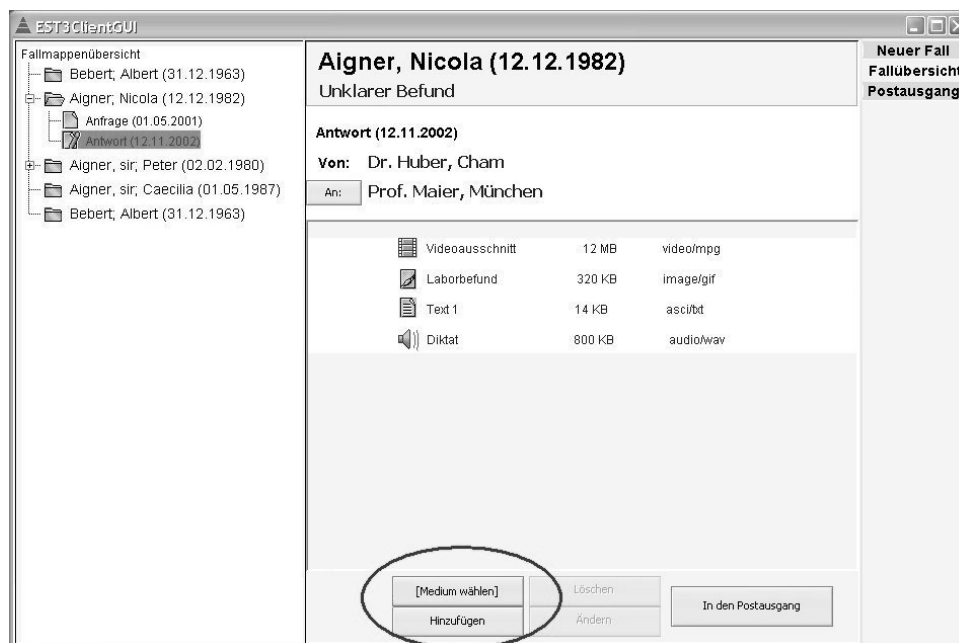 EST3ClientGUI
Fallmappenübersicht
Bebert; Albert (31.12.1963)
Aigner; Nicola (12.12.1982)
Anfrage (01.05.2001)
Antwort (12.11.2002)
Aigner, sir; Peter (02.02.1980)
Aigner, sir; Caecilia (01.05.1987)
Bebert; Albert (31.12.1963)
Aigner, Nicola (12.12.1982)
Unklarer Befund
Antwort (12.11.2002)
Von: Dr. Huber, Cham
An: Prof. Maier, München
Videoausschnitt 12 MB video/mpg
Laborbefund 320 KB image/gif
Text 1 14 KB asci/txt
Diktat 800 KB audio/wav
[Medium wählen] Löschen
Hinzufügen Ändern
In den Postausgang
Neuer Fall
Fallübersicht
Postausgang